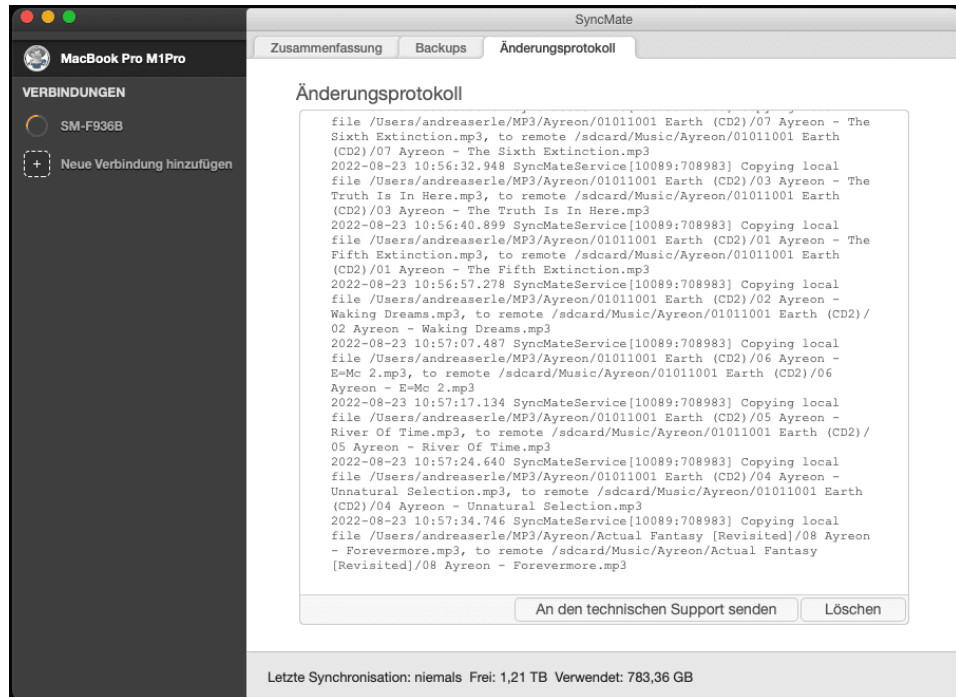 SyncMate
MacBook Pro M1Pro
VERBINDUNGEN
SM-F936B
Neue Verbindung hinzufügen
Zusammenfassung
Backups
Änderungsprotokoll
Änderungsprotokoll
file /Users/andreaserle/MP3/Ayreon/01011001 Earth (CD2)/07 Ayreon - The
Sixth Extinction.mp3, to remote /sdcard/Music/Ayreon/01011001 Earth
(CD2)/07 Ayreon - The Sixth Extinction.mp3
2022-08-23 10:56:32.948 SyncMateService[10089:708983] Copying local
file /Users/andreaserle/MP3/Ayreon/01011001 Earth (CD2)/03 Ayreon - The
Truth Is In Here.mp3, to remote /sdcard/Music/Ayreon/01011001 Earth
(CD2)/03 Ayreon - The Truth Is In Here.mp3
2022-08-23 10:56:40.899 SyncMateService[10089:708983] Copying local
file /Users/andreaserle/MP3/Ayreon/01011001 Earth (CD2)/01 Ayreon - The
Fifth Extinction.mp3, to remote /sdcard/Music/Ayreon/01011001 Earth
(CD2)/01 Ayreon - The Fifth Extinction.mp3
2022-08-23 10:56:57.278 SyncMateService[10089:708983] Copying local
file /Users/andreaserle/MP3/Ayreon/01011001 Earth (CD2)/02 Ayreon -
Waking Dreams.mp3, to remote /sdcard/Music/Ayreon/01011001 Earth (CD2)/
02 Ayreon - Waking Dreams.mp3
2022-08-23 10:57:07.487 SyncMateService[10089:708983] Copying local
file /Users/andreaserle/MP3/Ayreon/01011001 Earth (CD2)/06 Ayreon -
E=Mc 2.mp3, to remote /sdcard/Music/Ayreon/01011001 Earth (CD2)/06
Ayreon - E=Mc 2.mp3
2022-08-23 10:57:17.134 SyncMateService[10089:708983] Copying local
file /Users/andreaserle/MP3/Ayreon/01011001 Earth (CD2)/05 Ayreon -
River Of Time.mp3, to remote /sdcard/Music/Ayreon/01011001 Earth (CD2)/
05 Ayreon - River Of Time.mp3
2022-08-23 10:57:24.640 SyncMateService[10089:708983] Copying local
file /Users/andreaserle/MP3/Ayreon/01011001 Earth (CD2)/04 Ayreon -
Unnatural Selection.mp3, to remote /sdcard/Music/Ayreon/01011001 Earth
(CD2)/04 Ayreon - Unnatural Selection.mp3
2022-08-23 10:57:34.746 SyncMateService[10089:708983] Copying local
file /Users/andreaserle/MP3/Ayreon/Actual Fantasy [Revisited]/08 Ayreon
- Forevermore.mp3, to remote /sdcard/Music/Ayreon/Actual Fantasy
[Revisited]/08 Ayreon - Forevermore.mp3
An den technischen Support senden
Löschen
Letzte Synchronisation: niemals Frei: 1,21 TB Verwendet: 783,36 GB